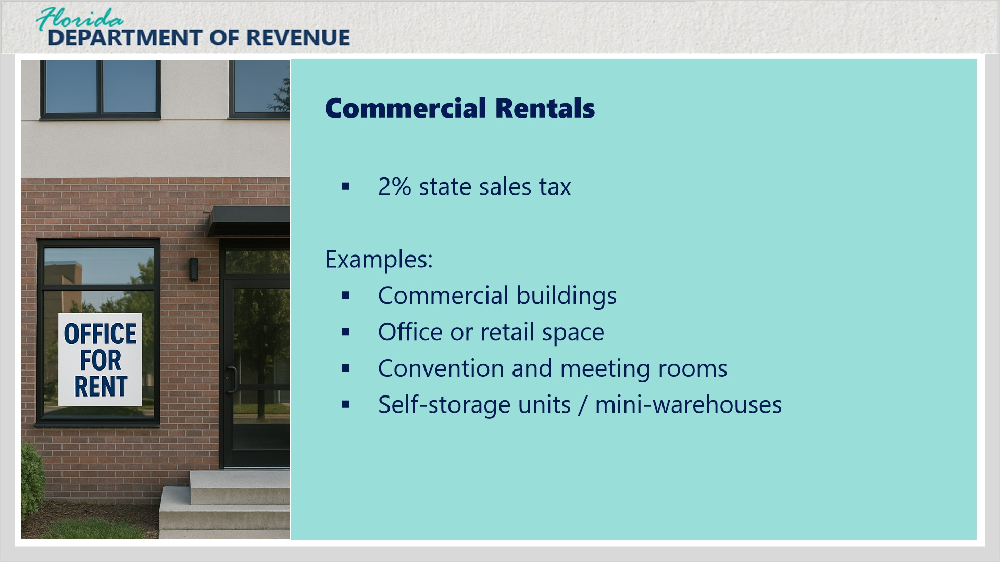 Florida
DEPARTMENT OF REVENUE
Commercial Rentals
▪ 2% state sales tax
Examples:
▪ Commercial buildings
▪ Office or retail space
▪ Convention and meeting rooms
▪ Self-storage units / mini-warehouses
OFFICE
FOR
RENT